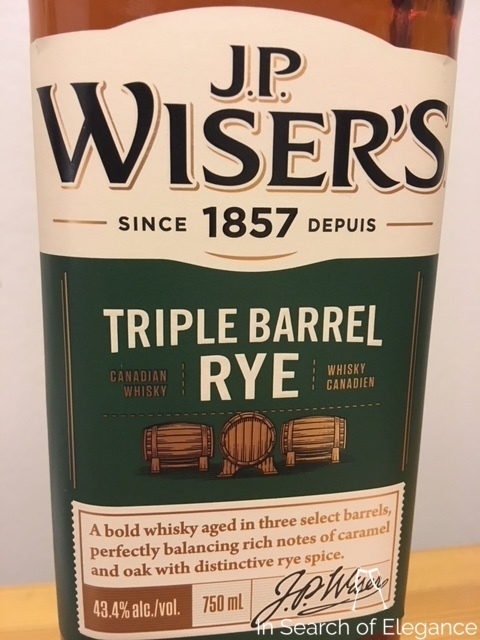 J.P.
WISER'S
SINCE 1857 DEPUIS
TRIPLE BARREL
RYE
CANADIAN
WHISKY
WHISKY
CANADIEN
A bold whisky aged in three select barrels,
perfectly balancing rich notes of caramel
and oak with distinctive rye spice.
43.4% alc./vol.
750 mL
J.P. Wiser
In Search of Elegance